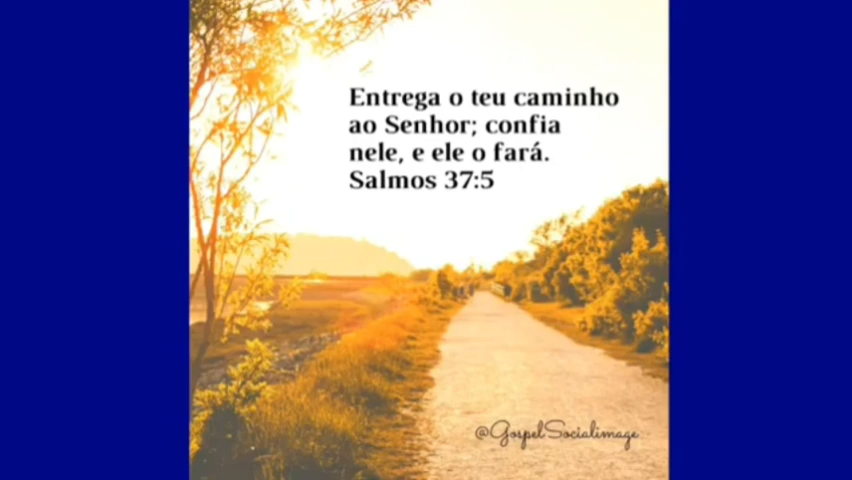 Entrega o teu caminho
ao Senhor; confia
nele, e ele o fará.
Salmos 37:5
@GospelSocialimage